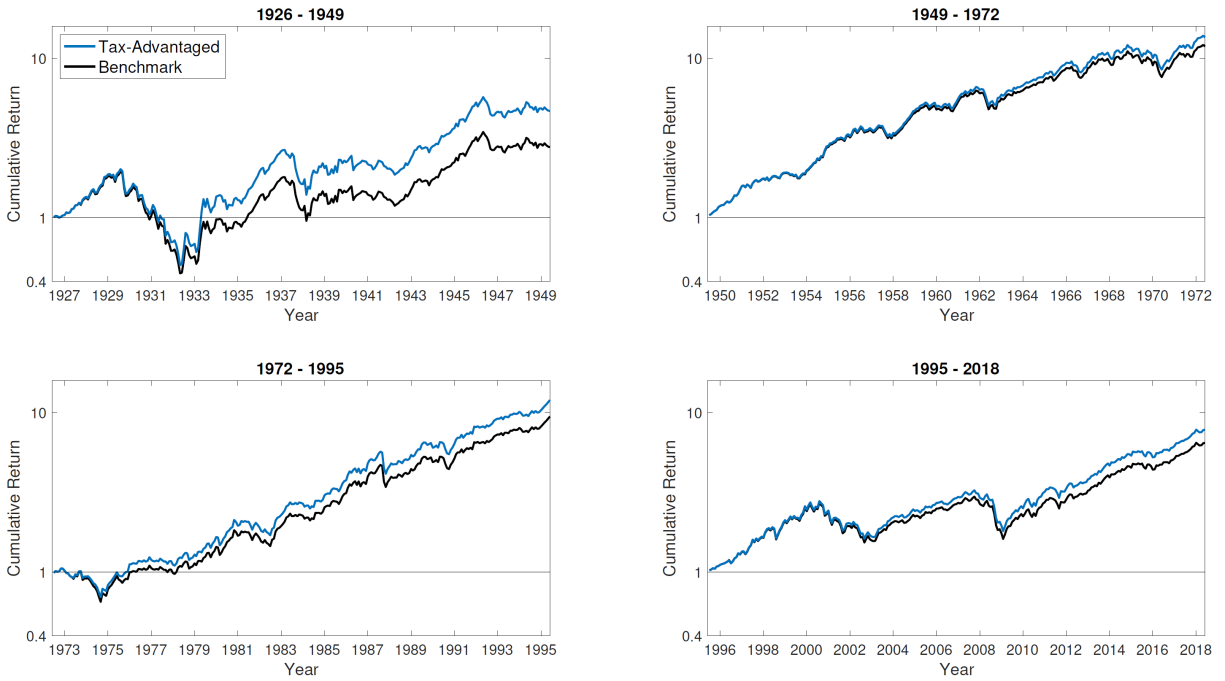 1926 - 1949
Tax-Advantaged
Benchmark
10
1
0.4
Cumulative Return
1927 1929 1931 1933 1935 1937 1939 1941 1943 1945 1947 1949
Year
1949 - 1972
10
1
0.4
Cumulative Return
1950 1952 1954 1956 1958 1960 1962 1964 1966 1968 1970 1972
Year
1972 - 1995
10
1
0.4
Cumulative Return
1973 1975 1977 1979 1981 1983 1985 1987 1989 1991 1993 1995
Year
1995 - 2018
10
1
0.4
Cumulative Return
1996 1998 2000 2002 2004 2006 2008 2010 2012 2014 2016 2018
Year